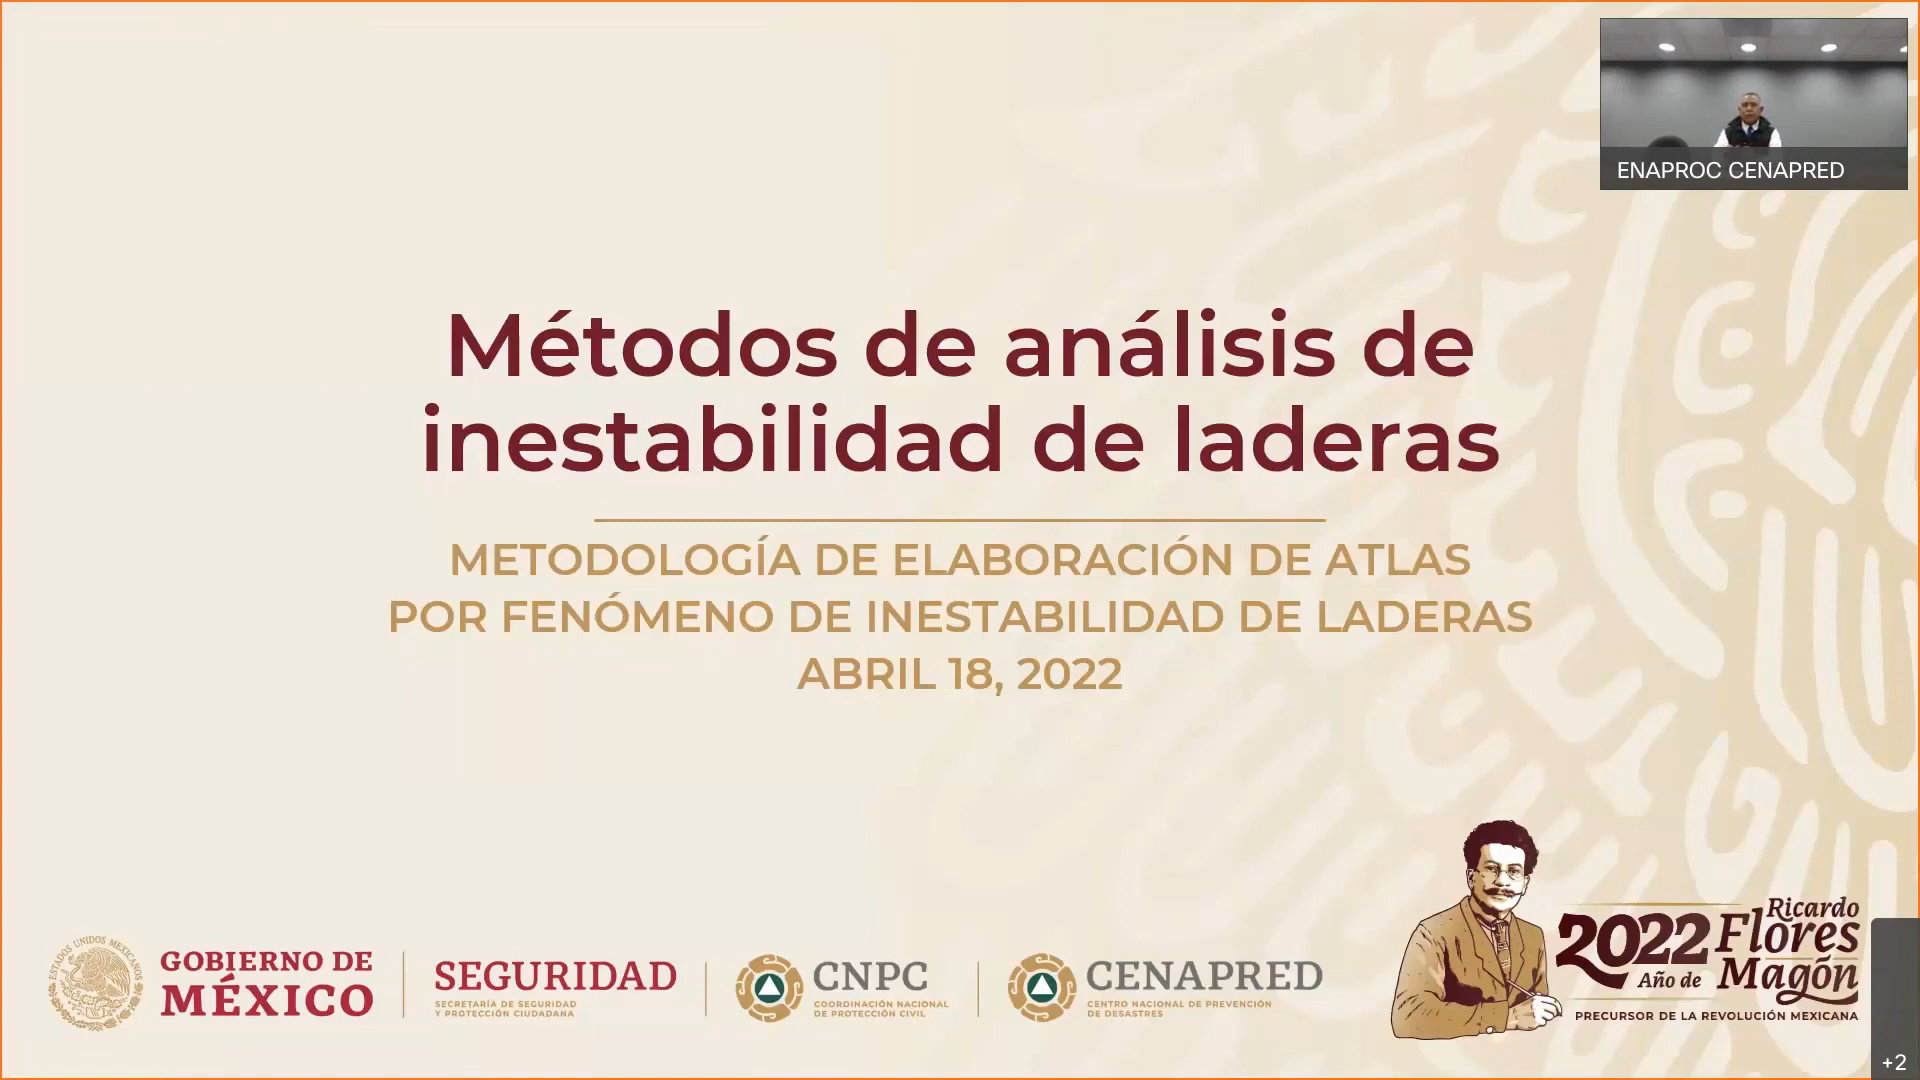 ENAPROC CENAPRED
Métodos de análisis de
inestabilidad de laderas
METODOLOGÍA DE ELABORACIÓN DE ATLAS
POR FENÓMENO DE INESTABILIDAD DE LADERAS
ABRIL 18, 2022
ESTADOS UNIDOS MEXICANOS
GOBIERNO DE
MÉXICO
SEGURIDAD
SECRETARÍA DE SEGURIDAD
Y PROTECCIÓN CIUDADANA
CNPC
COORDINACIÓN NACIONAL
DE PROTECCIÓN CIVIL
CENAPRED
CENTRO NACIONAL DE PREVENCIÓN
DE DESASTRES
2022
Año de
Ricardo
Flores
Magón
PRECURSOR DE LA REVOLUCIÓN MEXICANA
+2